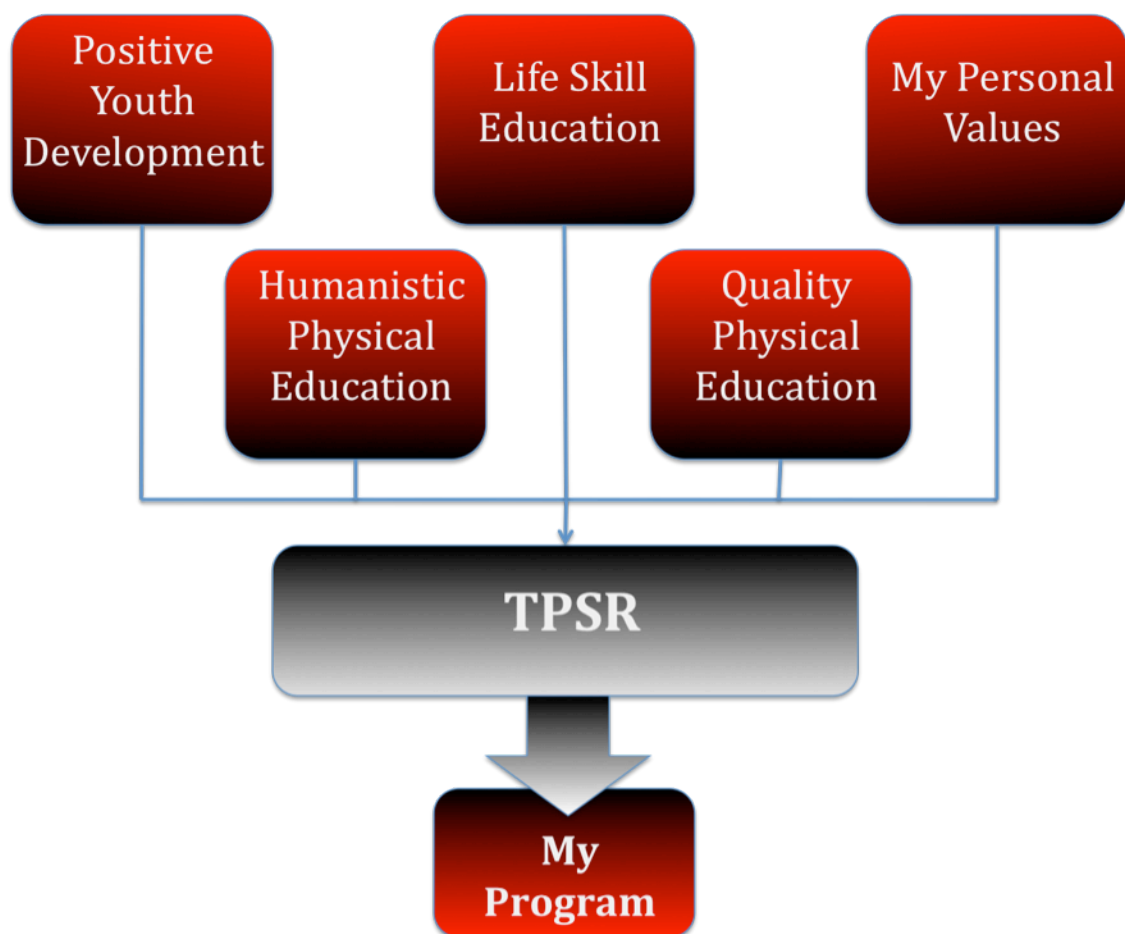 Positive
Youth
Development
Life Skill
Education
My Personal
Values
Humanistic
Physical
Education
Quality
Physical
Education
TPSR
My
Program